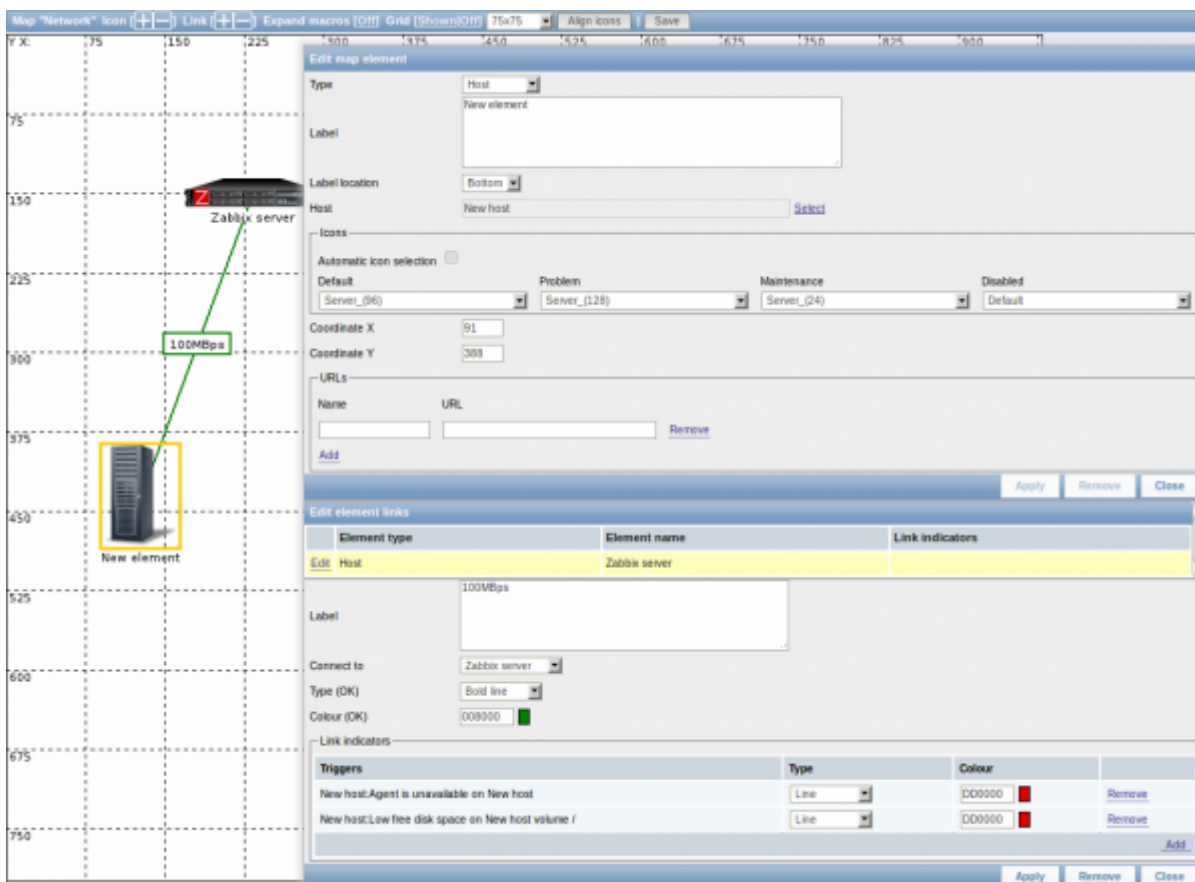 Map "Network" Icon [+|—] Link [+|—] Expand macros [Off] Grid [Shown|Off] 75x75 Align icons | Save
Y X: 75 150 225 300 375 450 525 600 675 750 825 900
Edit map element
Type Host
New element
75
Label
Label location Bottom
150
Host New host Select
Z
Zabbix server
Icons
Automatic icon selection
225
Default Problem Maintenance Disabled
Server_(96) Server_(128) Server_(24) Default
Coordinate X 91
100MBps
300
Coordinate Y 388
URLs
Name URL
375
Remove
Add
Apply Remove Close
450
Edit element links
Element type Element name Link indicators
New element
Edit Host Zabbix server
100MBps
525
Label
Connect to Zabbix server
600
Type (OK) Bold line
Colour (OK) 008000
Link indicators
675
Triggers Type Colour
New host:Agent is unavailable on New host Line DD0000 Remove
New host:Low free disk space on New host volume / Line DD0000 Remove
750
Add
Apply Remove Close